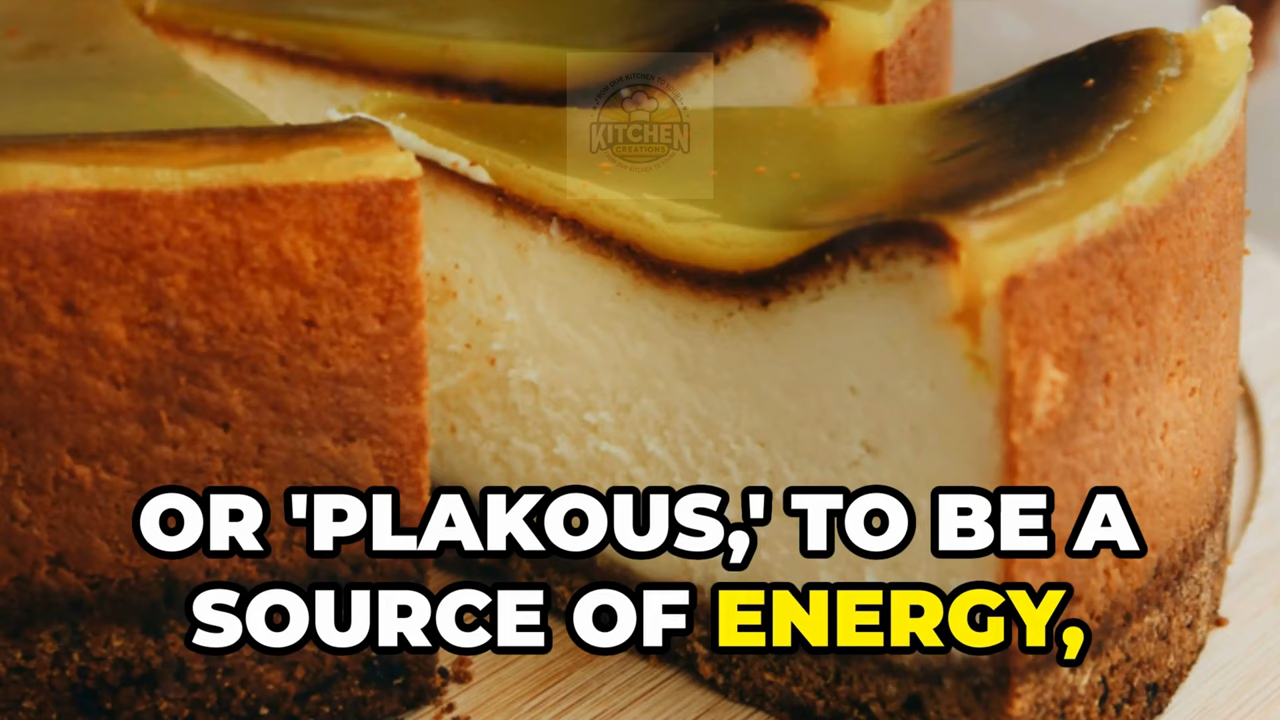 KITCHEN
CREATIONS
OR 'PLAKOUS,' TO BE A
SOURCE OF ENERGY,